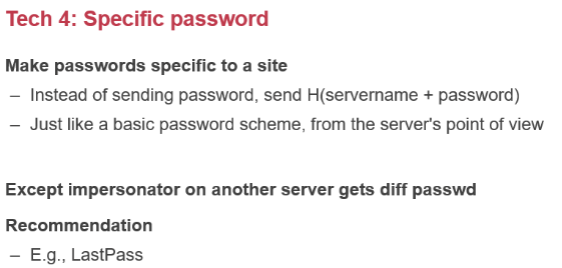 Tech 4: Specific password
Make passwords specific to a site
– Instead of sending password, send H(servername + password)
– Just like a basic password scheme, from the server's point of view
Except impersonator on another server gets diff passwd
Recommendation
– E.g., LastPass